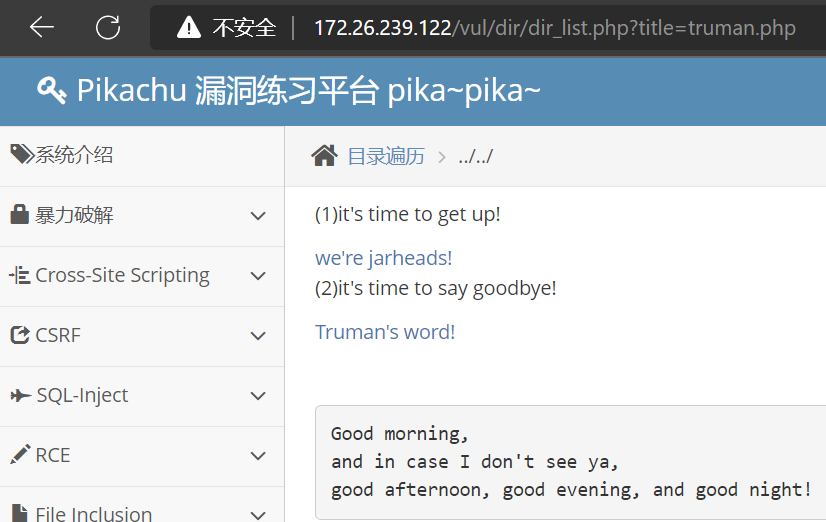 不安全 | 172.26.239.122/vul/dir/dir_list.php?title=truman.php
Pikachu 漏洞练习平台 pika~pika~
系统介绍
暴力破解
Cross-Site Scripting
CSRF
SQL-Inject
RCE
File Inclusion
目录遍历 > ../../
(1)it's time to get up!
we're jarheads!
(2)it's time to say goodbye!
Truman's word!
Good morning,
and in case I don't see ya,
good afternoon, good evening, and good night!